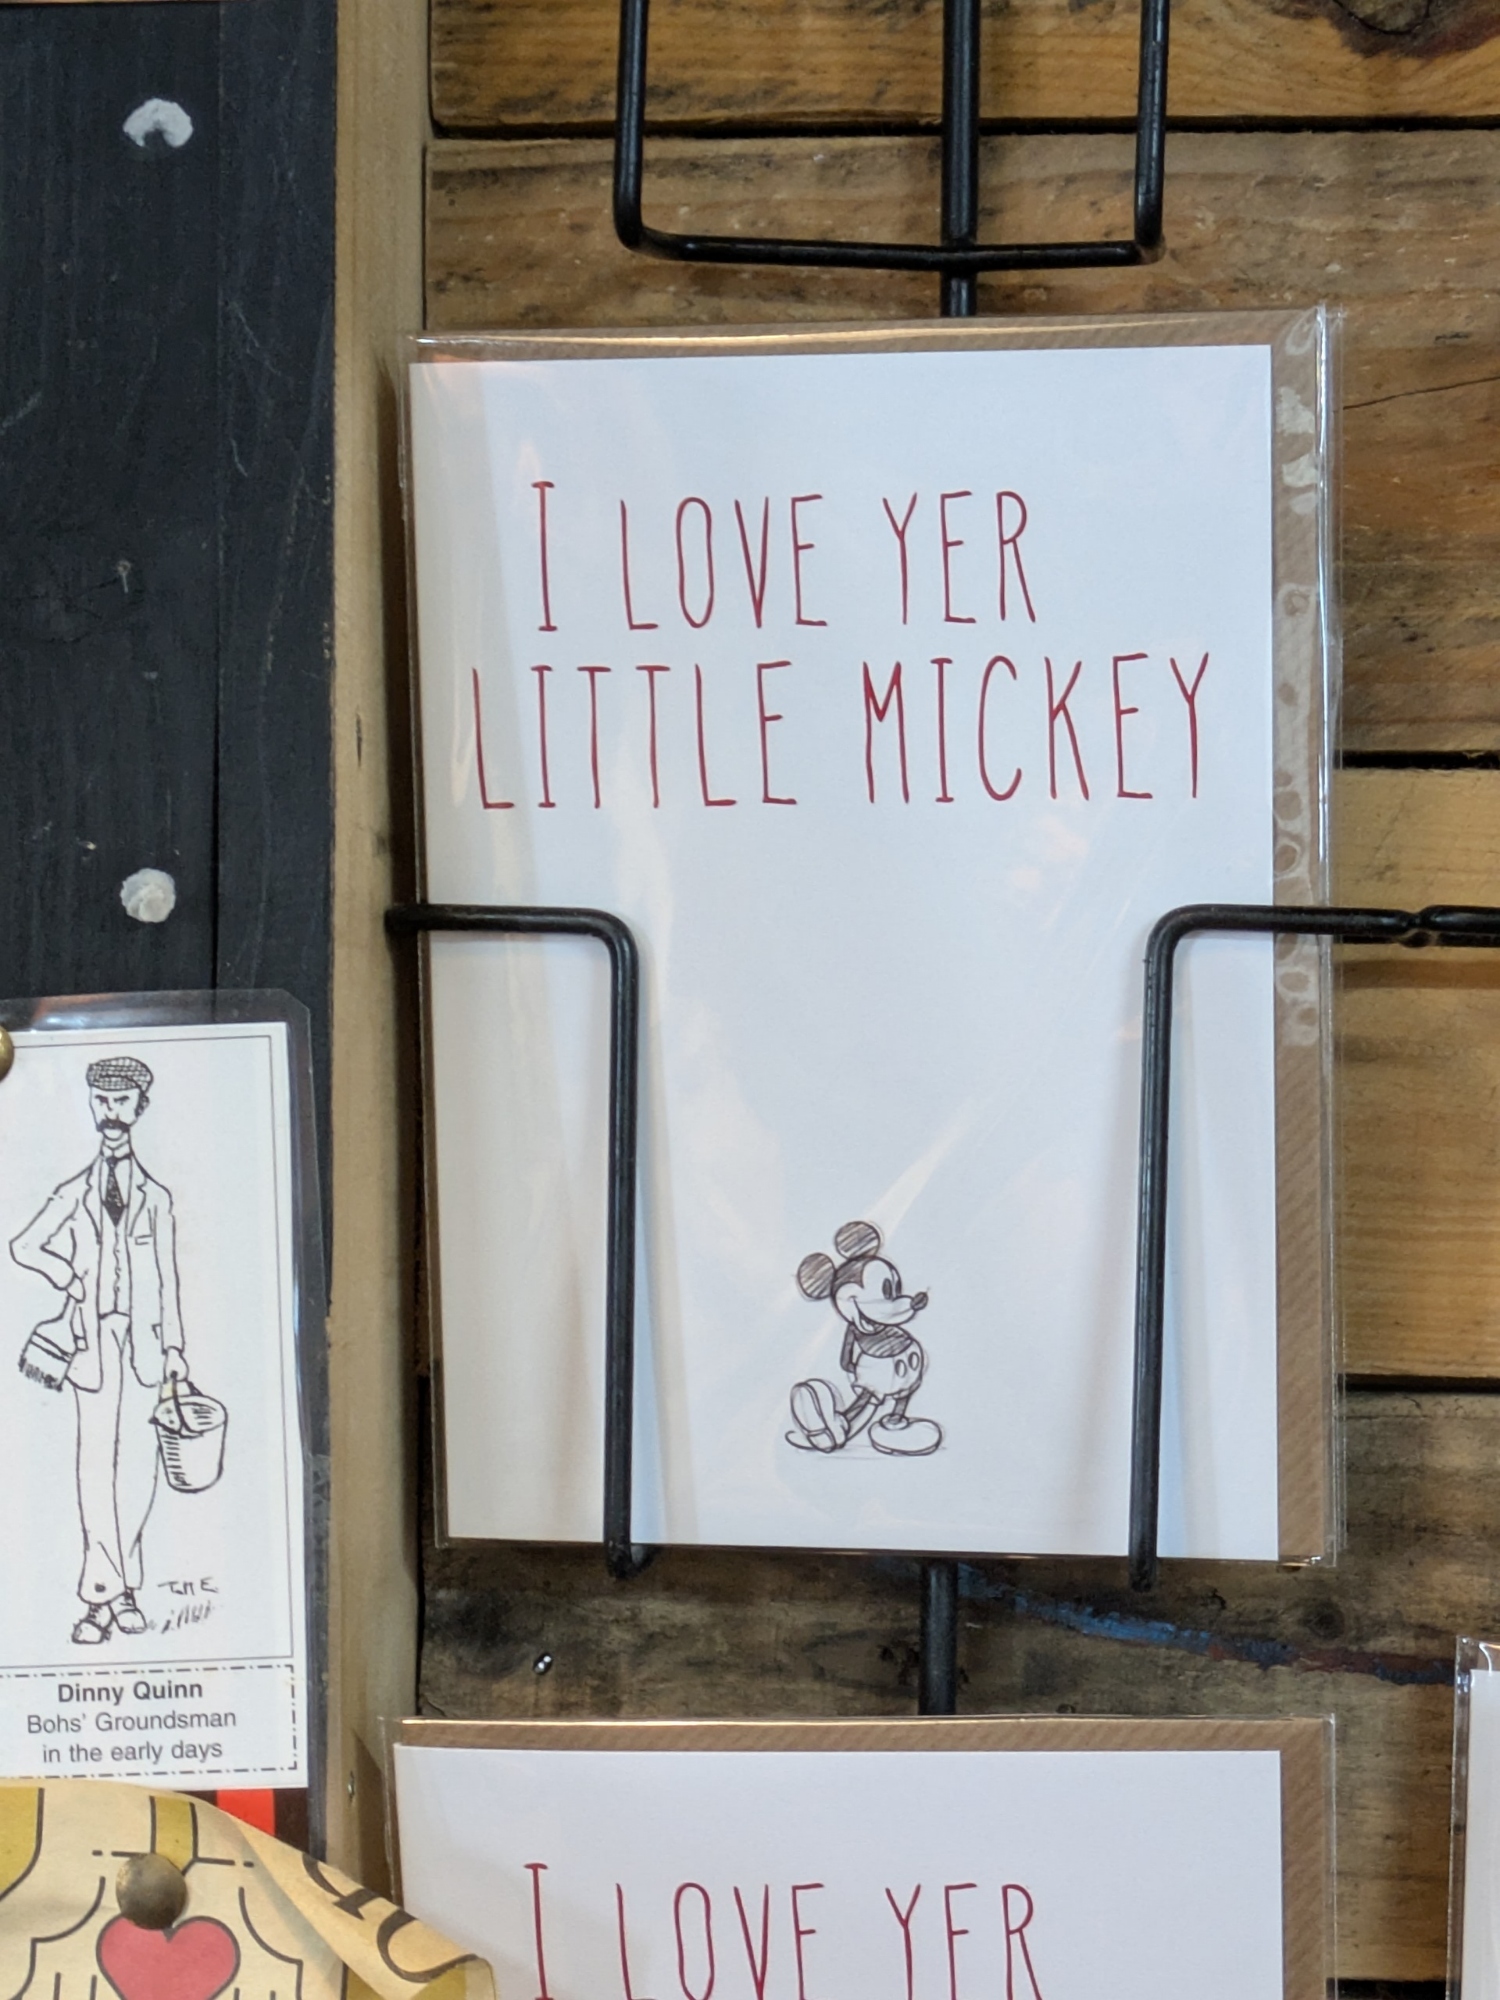 I LOVE YER
LITTLE MICKEY
Dinny Quinn
Bohs' Groundsman
in the early days
I LOVE YER